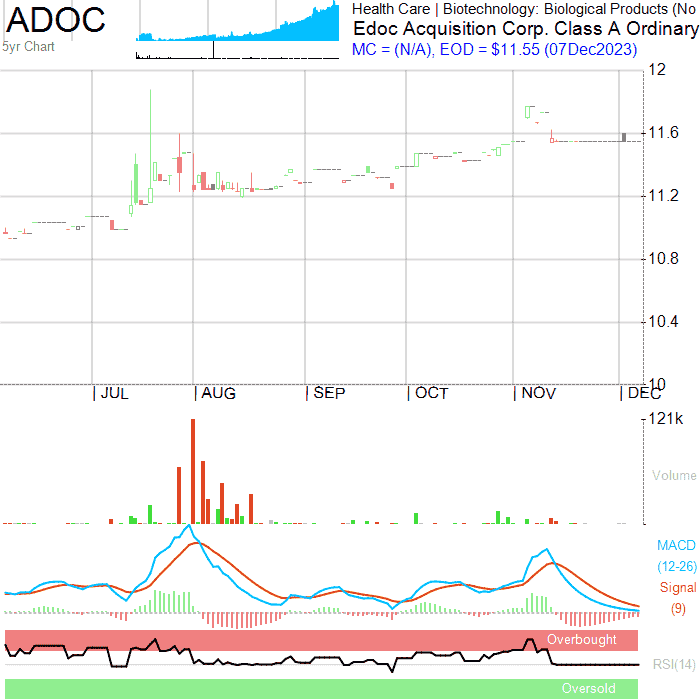 ADOC
5yr Chart
Health Care | Biotechnology: Biological Products (No
Edoc Acquisition Corp. Class A Ordinary
MC = (N/A), EOD = $11.55 (07Dec2023)
12
11.6
11.2
10.8
10.4
10
| JUL | AUG | SEP | OCT | NOV | DEC
121k
Volume
MACD
(12-26)
Signal
(9)
Overbought
RSI(14)
Oversold